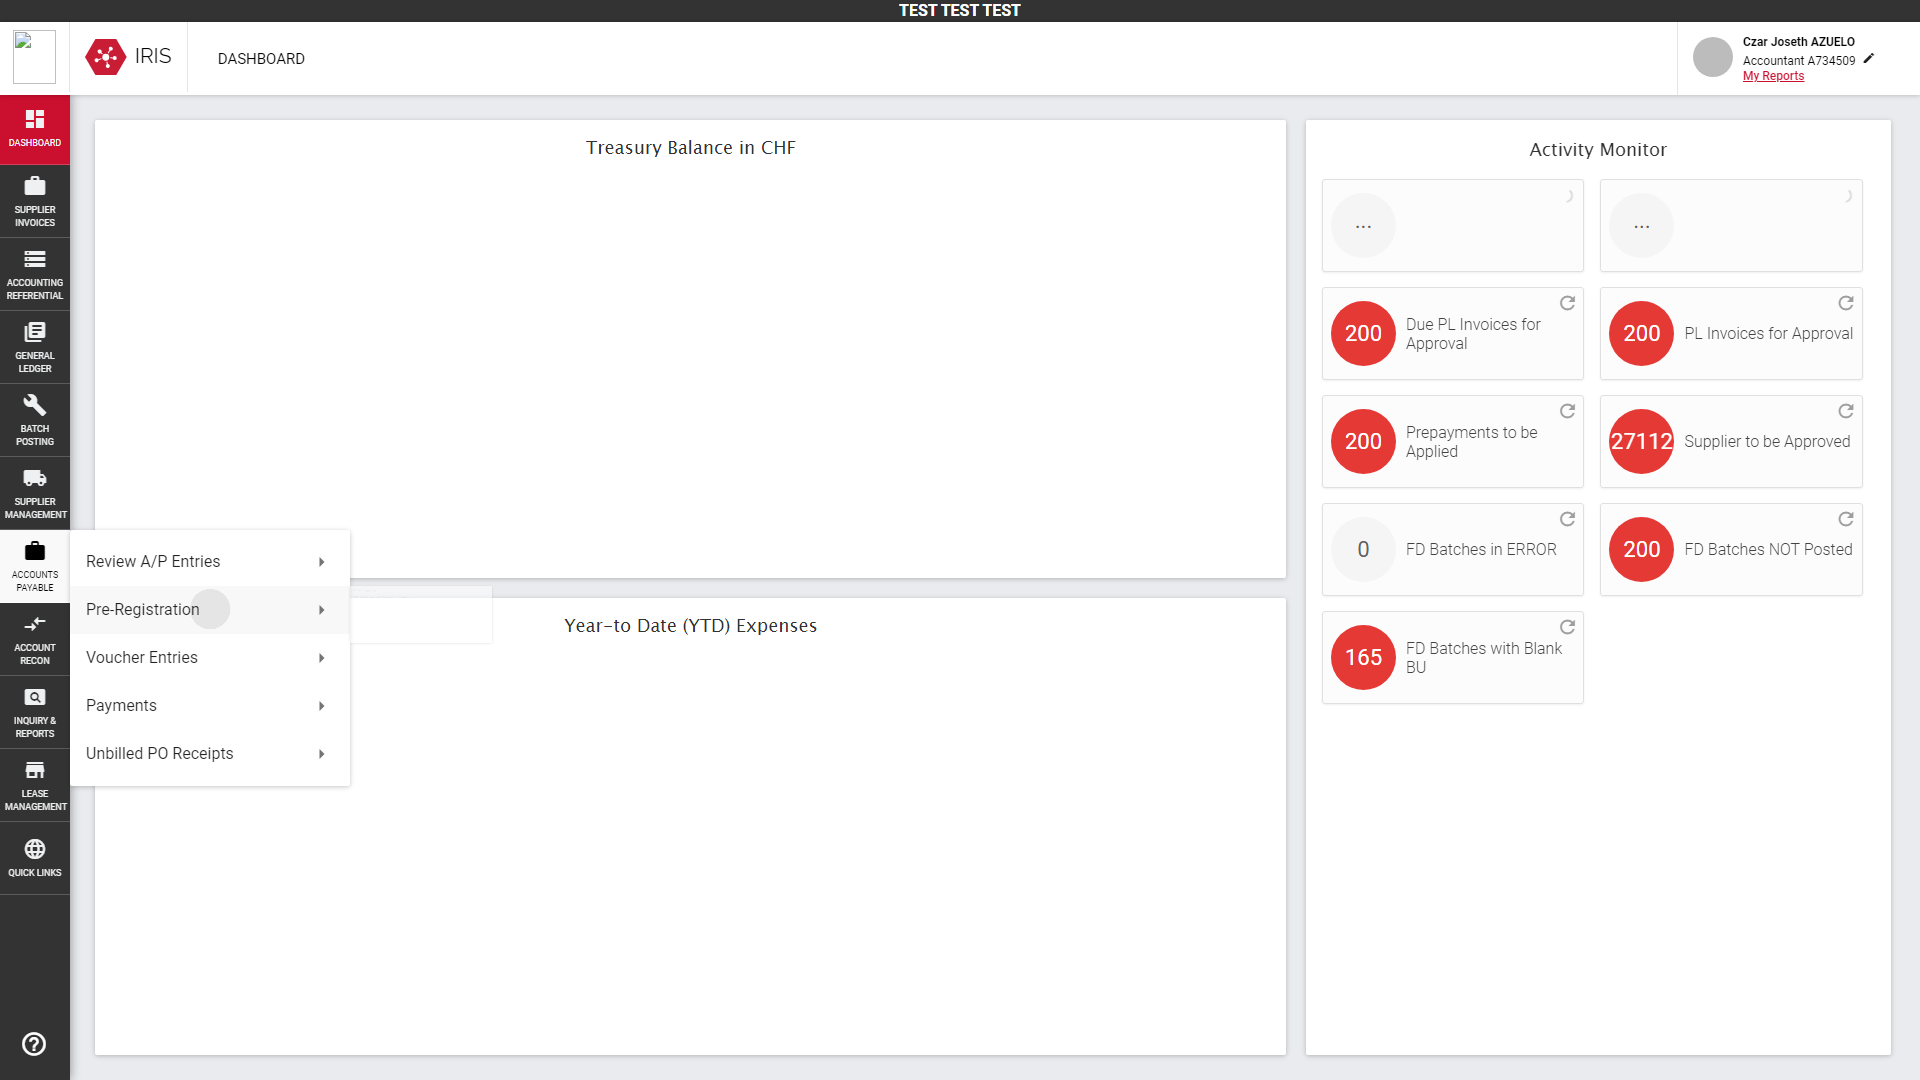 TEST TEST TEST
IRIS
DASHBOARD
Czar Joseth AZUELO
Accountant A734509
My Reports
DASHBOARD
SUPPLIER
INVOICES
ACCOUNTING
REFERENTIAL
GENERAL
LEDGER
BATCH
POSTING
SUPPLIER
MANAGEMENT
ACCOUNTS
PAYABLE
ACCOUNT
RECON
INQUIRY &
REPORTS
LEASE
MANAGEMENT
QUICK LINKS
Review A/P Entries
Pre-Registration
Voucher Entries
Payments
Unbilled PO Receipts
Treasury Balance in CHF
Year-to Date (YTD) Expenses
Activity Monitor
...
...
200
Due PL Invoices for
Approval
200
PL Invoices for Approval
200
Prepayments to be
Applied
27112
Supplier to be Approved
0
FD Batches in ERROR
200
FD Batches NOT Posted
165
FD Batches with Blank
BU